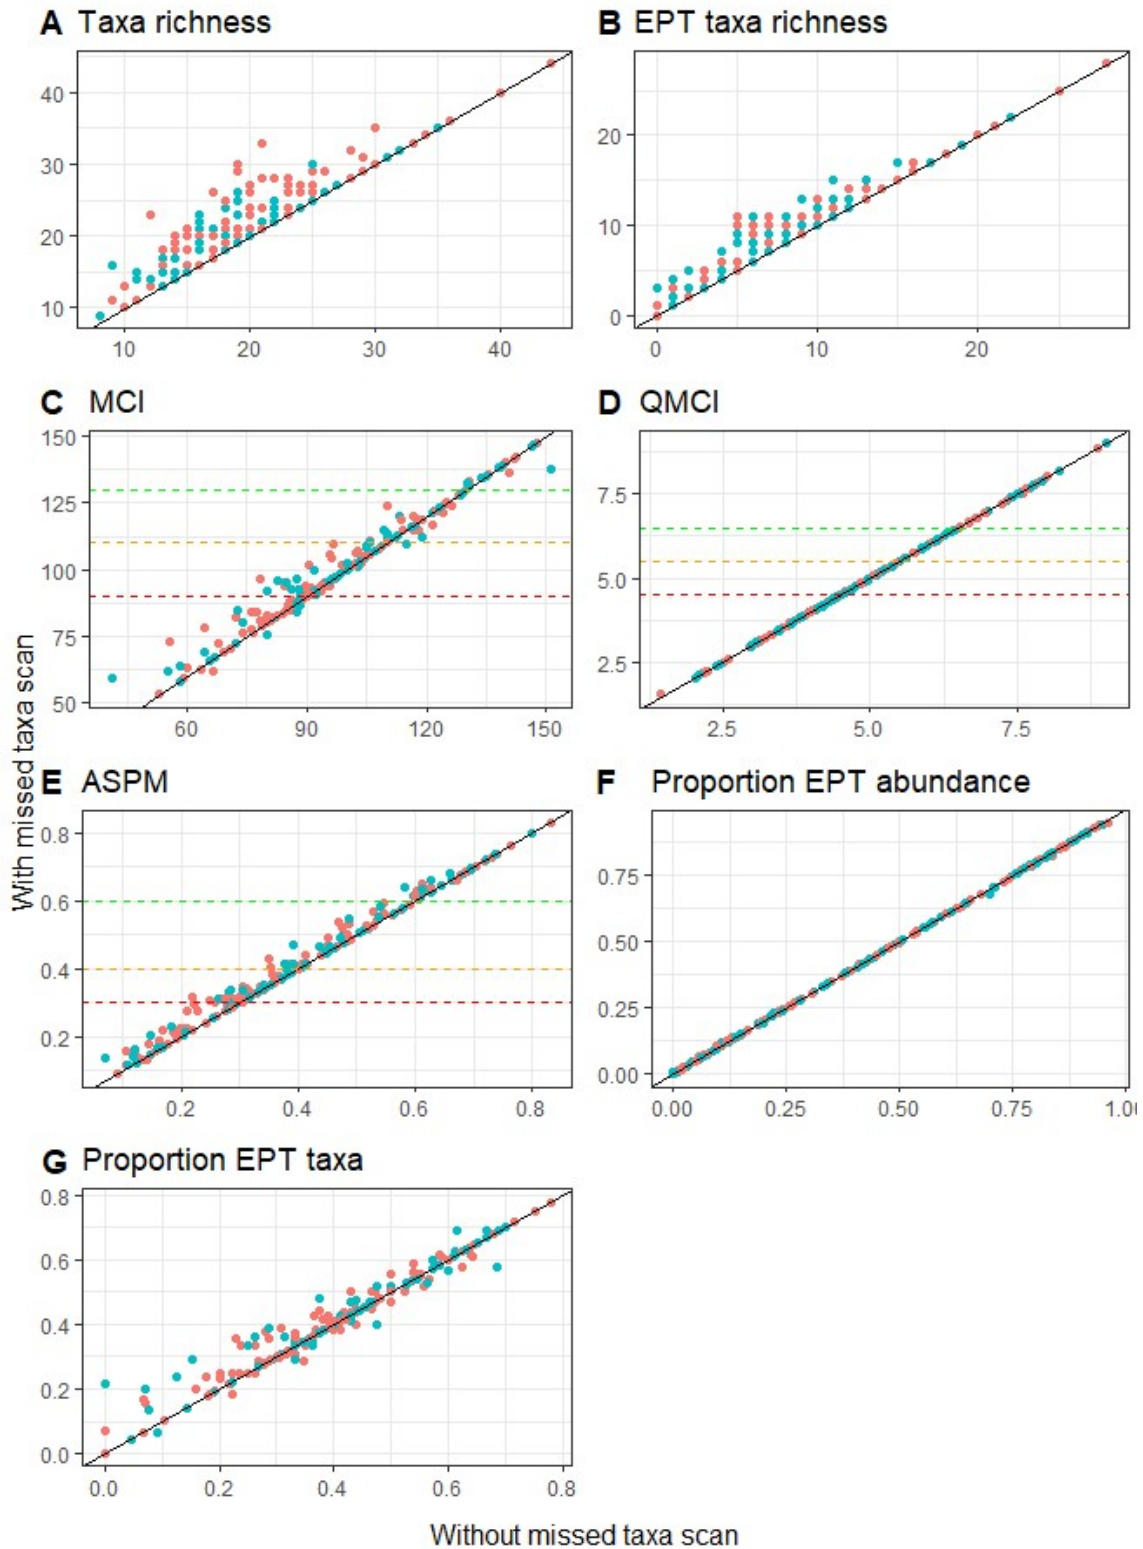 A Taxa richness
B EPT taxa richness
40
30
20
10
10 20 30 40
20
10
0
0 10 20
C MCI
D QMCI
150
125
100
75
50
60 90 120 150
7.5
5.0
2.5
2.5 5.0 7.5
With missed taxa scan
E ASPM
F Proportion EPT abundance
0.8
0.6
0.4
0.2
0.2 0.4 0.6 0.8
0.75
0.50
0.25
0.00
0.00 0.25 0.50 0.75 1.0
G Proportion EPT taxa
0.8
0.6
0.4
0.2
0.0
0.0 0.2 0.4 0.6 0.8
Without missed taxa scan